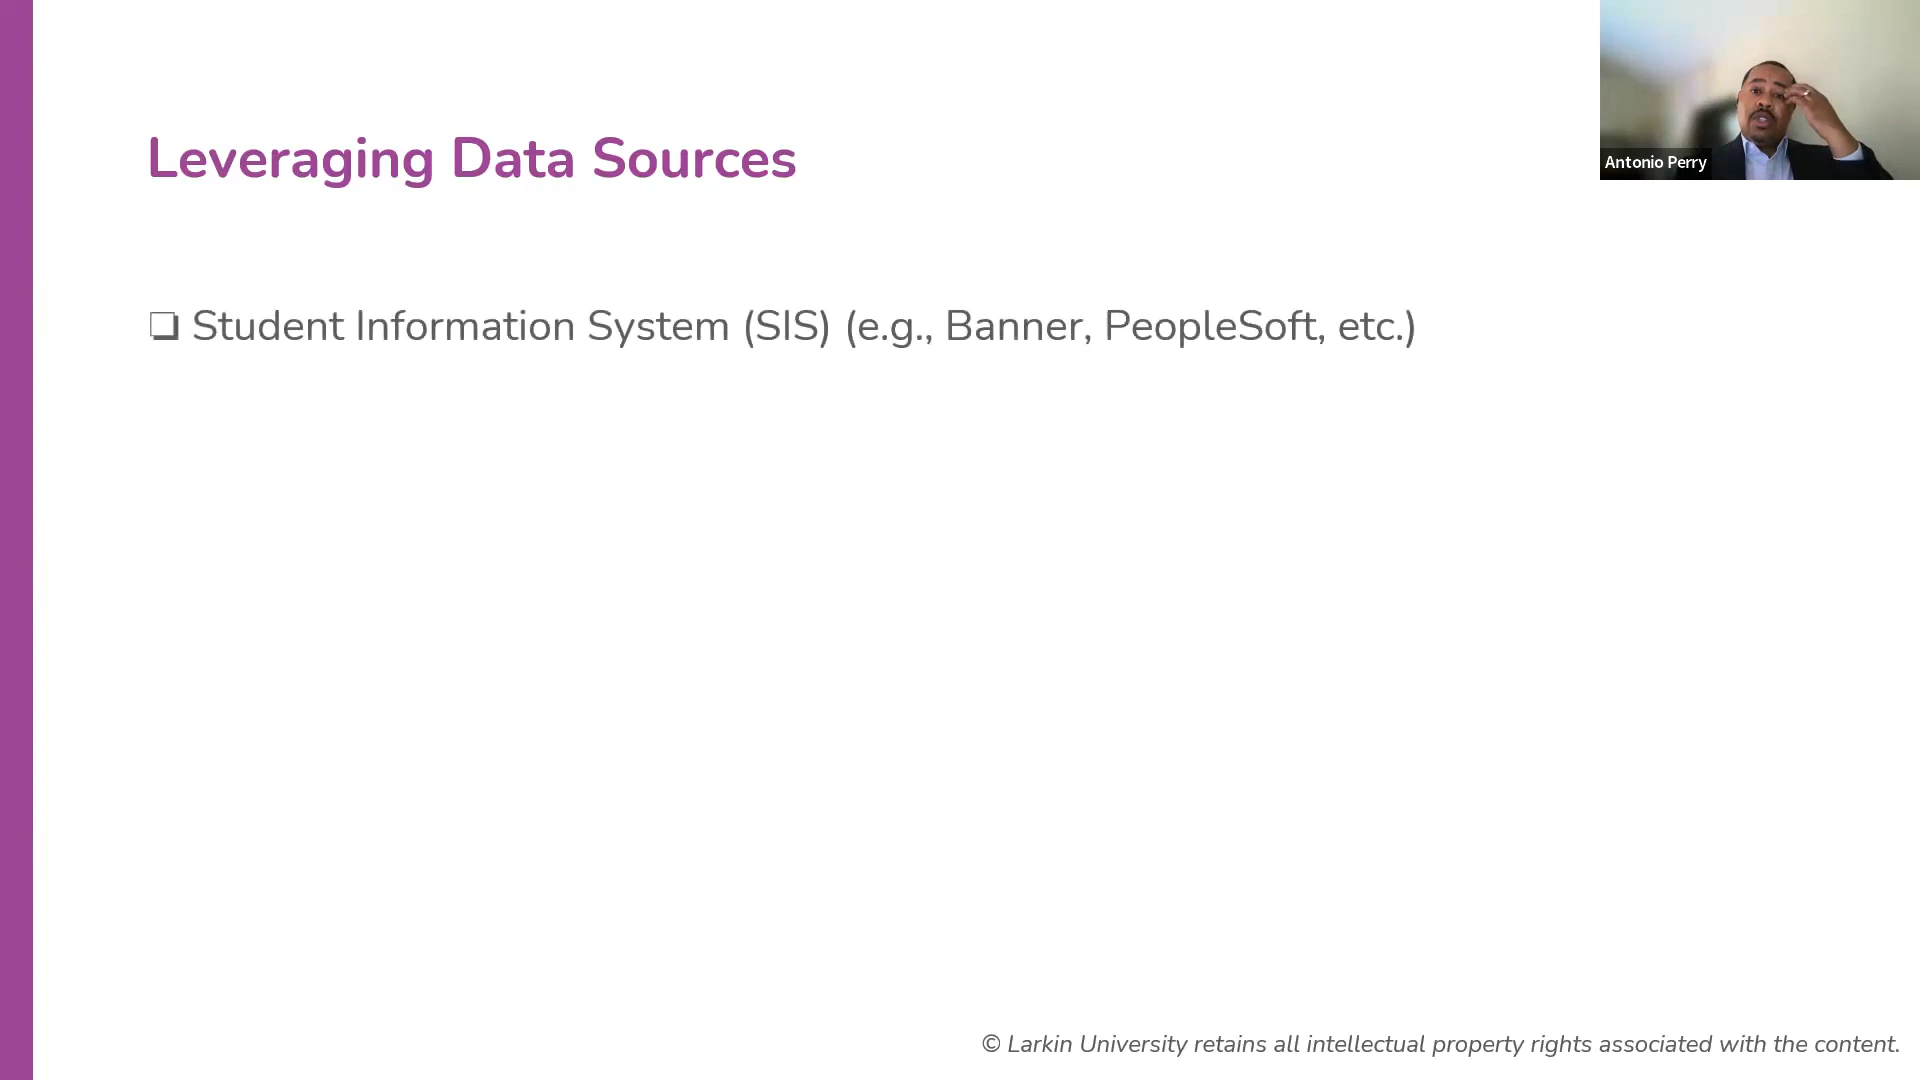 Leveraging Data Sources
Antonio Perry
❏ Student Information System (SIS) (e.g., Banner, PeopleSoft, etc.)
© Larkin University retains all intellectual property rights associated with the content.